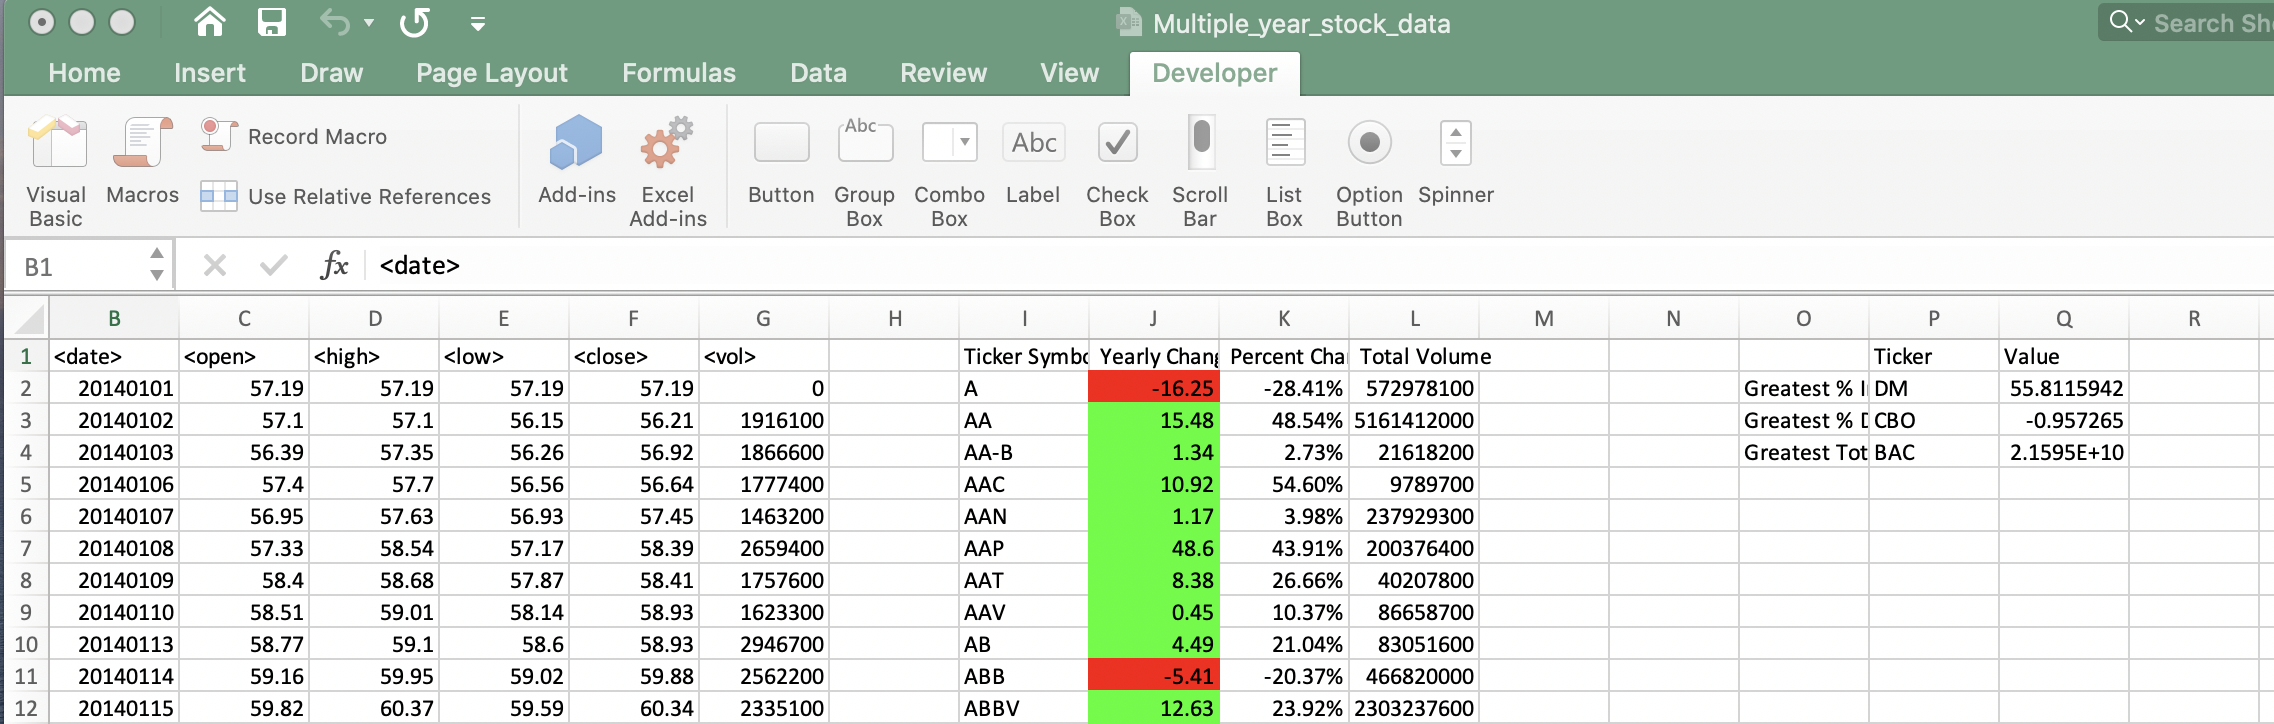 Multiple_year_stock_data
Search She
Home Insert Draw Page Layout Formulas Data Review View Developer
Visual Basic
Macros
Record Macro
Use Relative References
Add-ins
Excel Add-ins
Button
Abc
Group Box
Combo Box
Abc
Label
Check Box
Scroll Bar
List Box
Option Button
Spinner
B1 fx <date>
B C D E F G H I J K L M N O P Q R
1 <date> <open> <high> <low> <close> <vol> Ticker Symbo Yearly Chang Percent Cha Total Volume Ticker Value
2 20140101 57.19 57.19 57.19 57.19 0 A -16.25 -28.41% 572978100 Greatest % I DM 55.8115942
3 20140102 57.1 57.1 56.15 56.21 1916100 AA 15.48 48.54% 5161412000 Greatest % D CBO -0.957265
4 20140103 56.39 57.35 56.26 56.92 1866600 AA-B 1.34 2.73% 21618200 Greatest Tot BAC 2.1595E+10
5 20140106 57.4 57.7 56.56 56.64 1777400 AAC 10.92 54.60% 9789700
6 20140107 56.95 57.63 56.93 57.45 1463200 AAN 1.17 3.98% 237929300
7 20140108 57.33 58.54 57.17 58.39 2659400 AAP 48.6 43.91% 200376400
8 20140109 58.4 58.68 57.87 58.41 1757600 AAT 8.38 26.66% 40207800
9 20140110 58.51 59.01 58.14 58.93 1623300 AAV 0.45 10.37% 86658700
10 20140113 58.77 59.1 58.6 58.93 2946700 AB 4.49 21.04% 83051600
11 20140114 59.16 59.95 59.02 59.88 2562200 ABB -5.41 -20.37% 466820000
12 20140115 59.82 60.37 59.59 60.34 2335100 ABBV 12.63 23.92% 2303237600